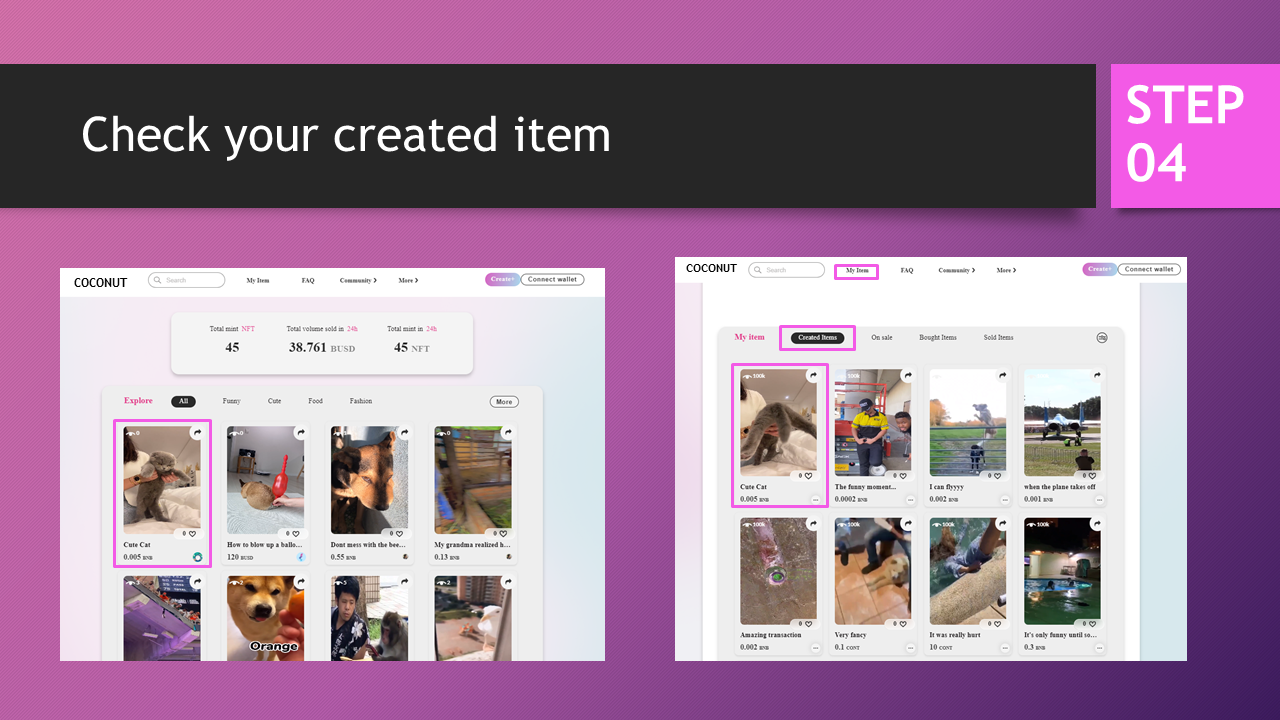 Check your created item
STEP
04
COCONUT
Search
My Item
FAQ
Community
More
Create+
Connect wallet
Total mint NFT
45
Total volume sold in 24h
38.761 BUSD
Total mint in 24h
45 NFT
Explore
All
Funny
Cute
Food
Fashion
More
0
0
0
0
0
0
Cute Cat
0.005 BNB
How to blow up a ballo...
120 BUSD
Dont mess with the bee...
0.55 BNB
My grandma realized h...
0.13 BNB
2
3
2
Orange
COCONUT
Search
My Item
FAQ
Community
More
Create+
Connect wallet
My item
Created Items
On sale
Bought Items
Sold Items
100k
100k
100k
0
0
0
0
Cute Cat
0.005 BNB
The funny moment...
0.0002 BNB
I can flyyyy
0.002 BNB
when the plane takes off
0.001 BNB
100k
100k
100k
100k
0
0
0
0
Amazing transaction
0.002 BNB
Very fancy
0.1 CONT
It was really hurt
10 CONT
It's only funny until so...
0.3 BNB